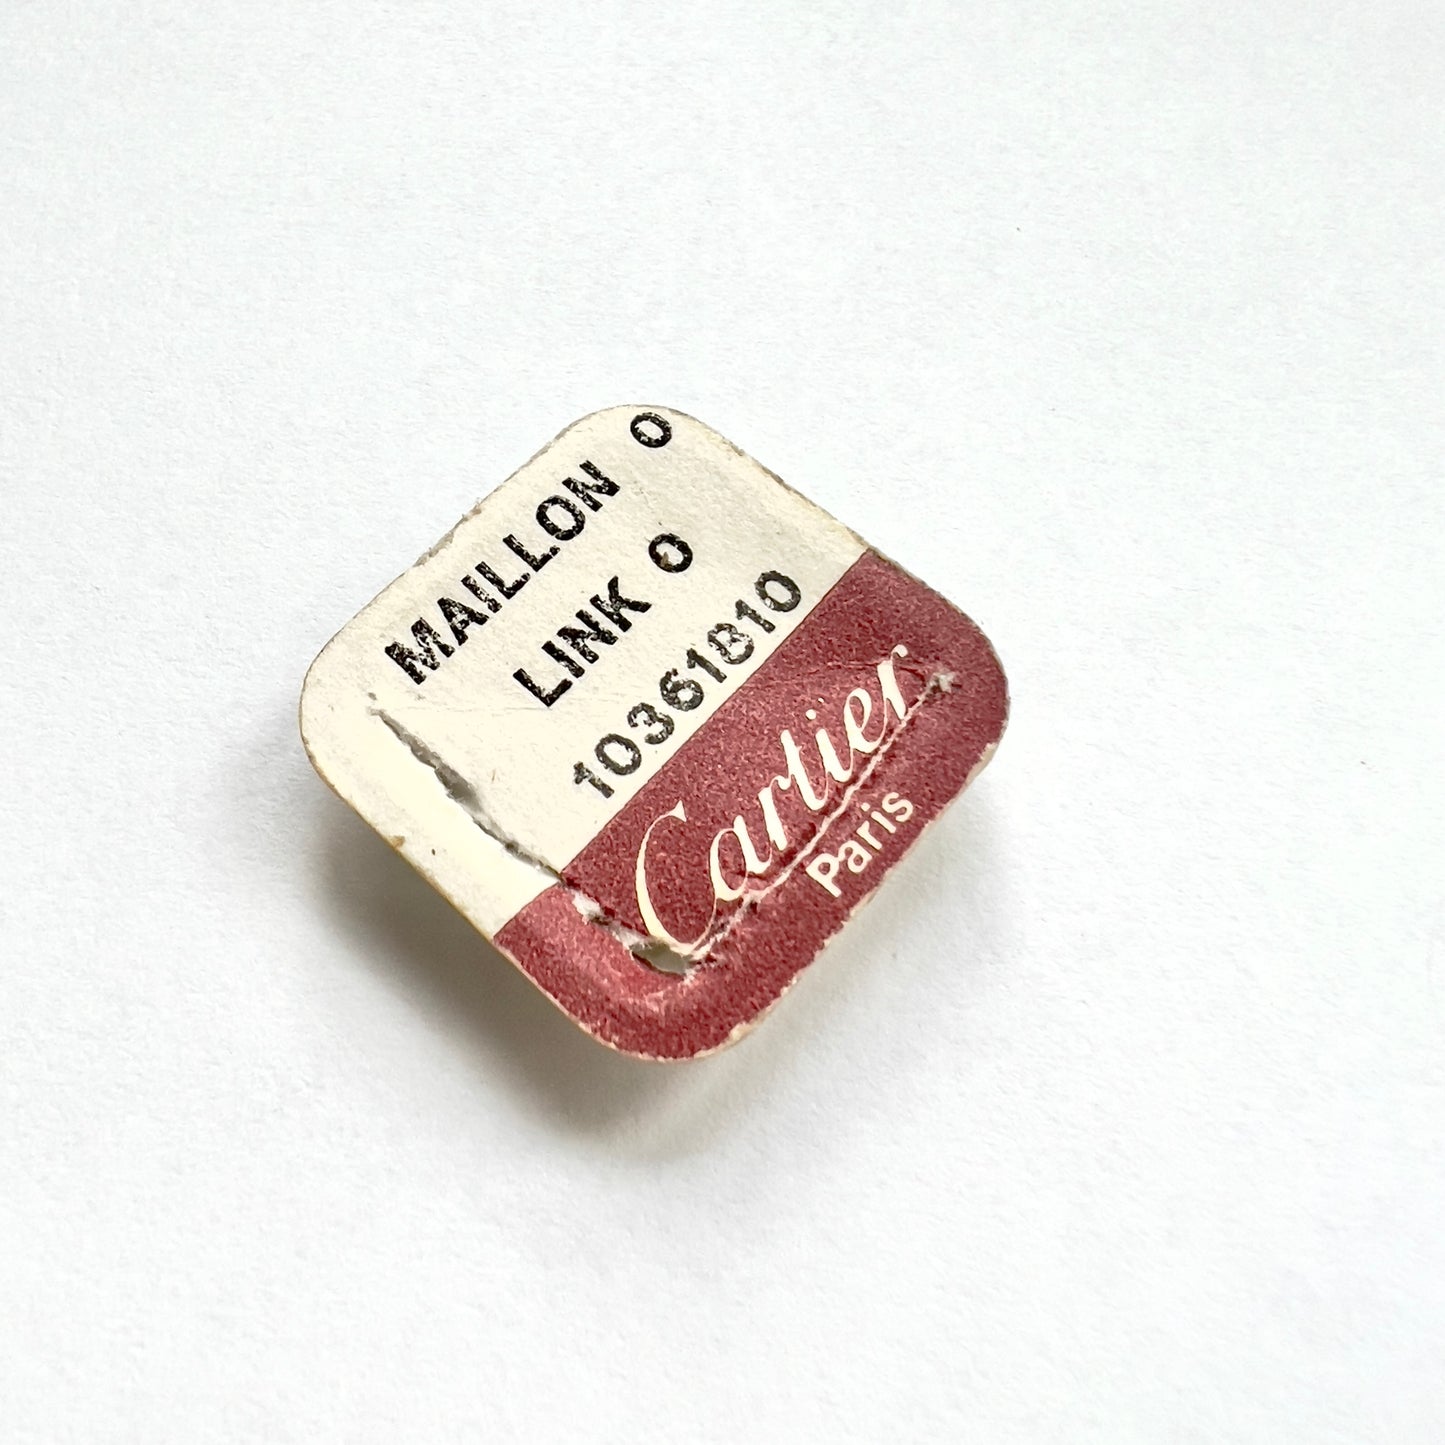 MAILLON O
LINK O
10361810
Cartier
Paris